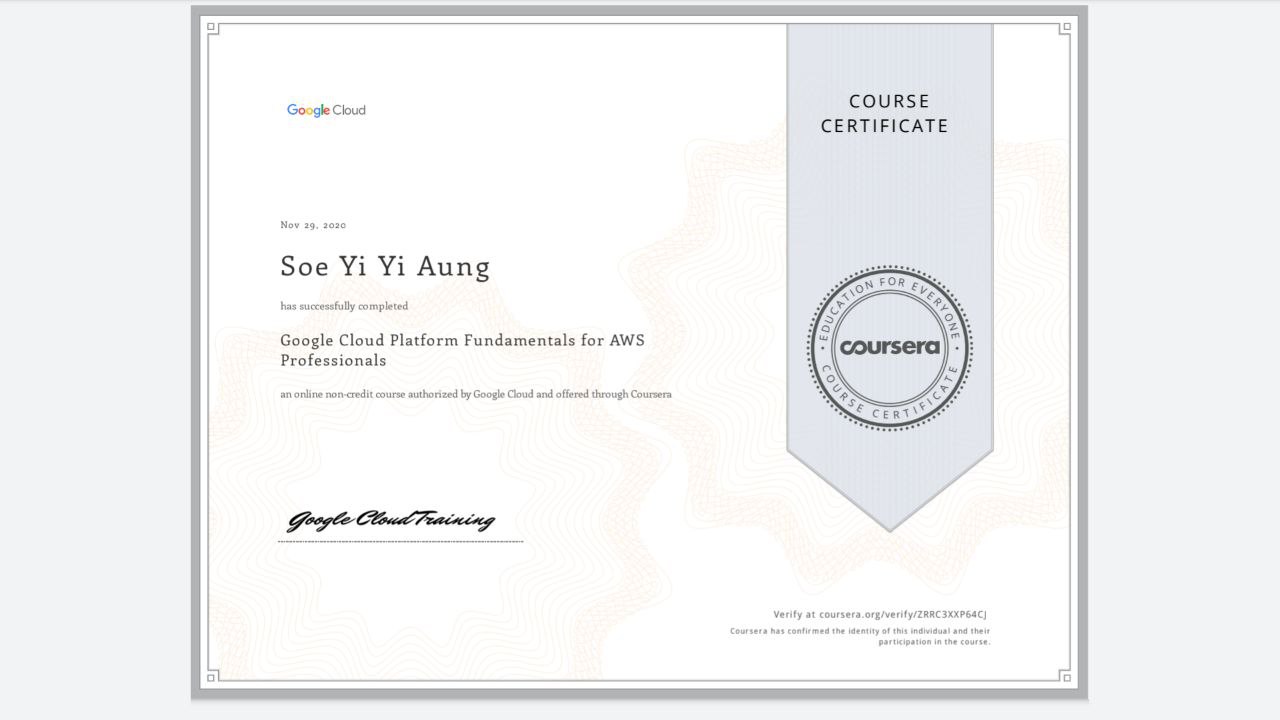 Google Cloud
COURSE
CERTIFICATE
Nov 29, 2020
Soe Yi Yi Aung
has successfully completed
Google Cloud Platform Fundamentals for AWS
Professionals
an online non-credit course authorized by Google Cloud and offered through Coursera
EDUCATION FOR EVERYONE
coursera
COURSE CERTIFICATE
Google Cloud Training
Verify at coursera.org/verify/ZRRC3XXP64CJ
Coursera has confirmed the identity of this individual and their
participation in the course.